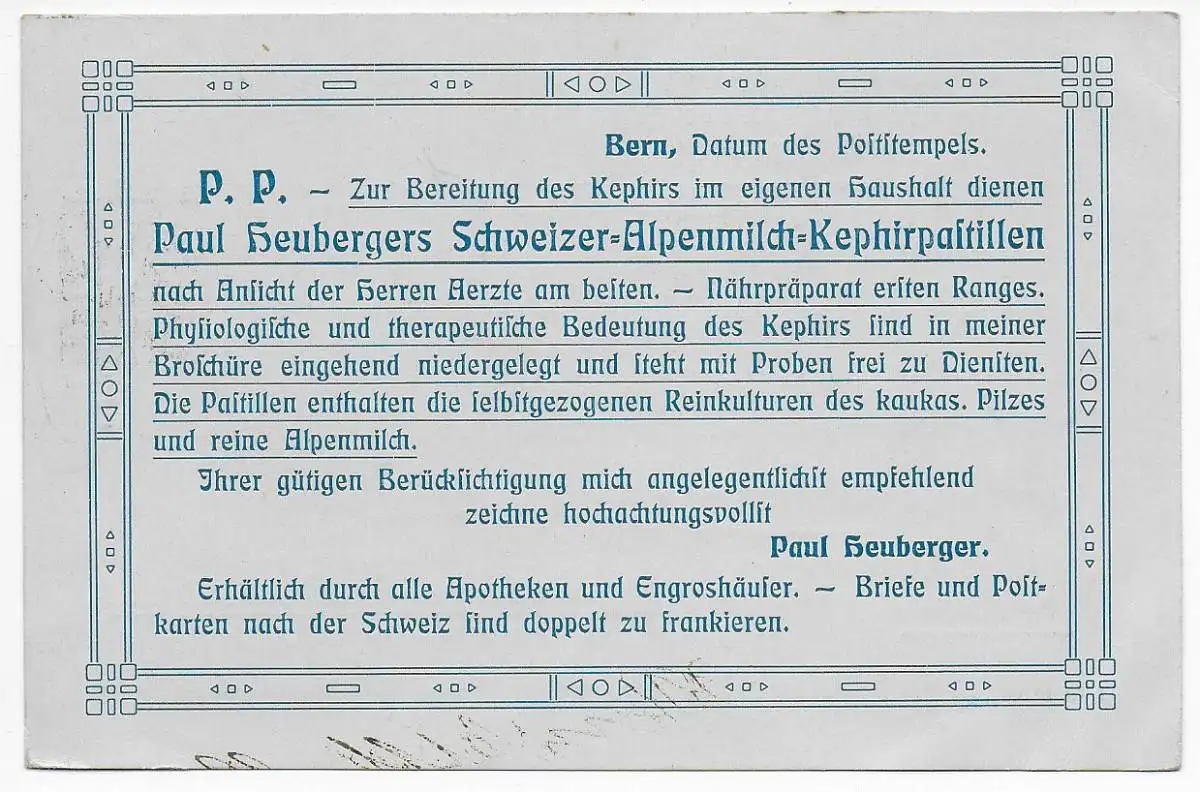 Bern, Datum des Poſtſtempels.
P. P. — Zur Bereitung des Kephirs im eigenen Haushalt dienen
Paul Heubergers Schweizer=Alpenmilch=Kephirpaſtillen
nach Anſicht der Herren Aerzte am beſten. — Nährpräparat erſten Ranges.
Phyſiologiſche und therapeutiſche Bedeutung des Kephirs ſind in meiner
Broſchüre eingehend niedergelegt und ſteht mit Proben frei zu Dienſten.
Die Paſtillen enthalten die ſelbſtgezogenen Reinkulturen des kaukas. Pilzes
und reine Alpenmilch.
Ihrer gütigen Berückſichtigung mich angelegentlichſt empfehlend
zeichne hochachtungsvollſt
Paul Heuberger.
Erhältlich durch alle Apotheken und Engroshäuſer. — Briefe und Poſt=
karten nach der Schweiz ſind doppelt zu frankieren.